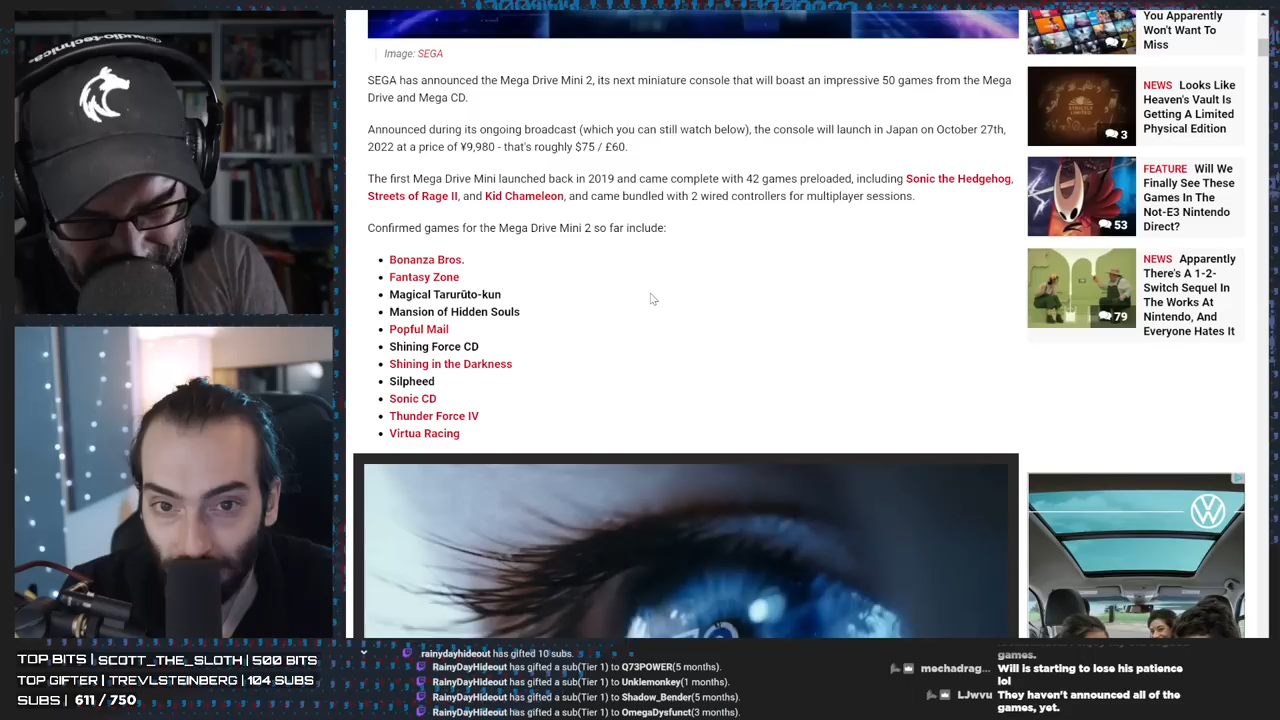 audio-technica
Image: SEGA
SEGA has announced the Mega Drive Mini 2, its next miniature console that will boast an impressive 50 games from the Mega
Drive and Mega CD.
Announced during its ongoing broadcast (which you can still watch below), the console will launch in Japan on October 27th,
2022 at a price of ¥9,980 - that's roughly $75 / £60.
The first Mega Drive Mini launched back in 2019 and came complete with 42 games preloaded, including Sonic the Hedgehog,
Streets of Rage II, and Kid Chameleon, and came bundled with 2 wired controllers for multiplayer sessions.
Confirmed games for the Mega Drive Mini 2 so far include:
• Bonanza Bros.
• Fantasy Zone
• Magical Tarurūto-kun
• Mansion of Hidden Souls
• Popful Mail
• Shining Force CD
• Shining in the Darkness
• Silpheed
• Sonic CD
• Thunder Force IV
• Virtua Racing
You Apparently
Won't Want To
Miss
7
NEWS Looks Like
Heaven's Vault Is
Getting A Limited
Physical Edition
3
FEATURE Will We
Finally See These
Games In The
Not-E3 Nintendo
Direct?
53
NEWS Apparently
There's A 1-2-
Switch Sequel In
The Works At
Nintendo, And
Everyone Hates It
79
TOP BITS | SCOTT_THE_SLOTH | 500 BITS
TOP GIFTER | TREVLSTEINBERG | 104 SUBS
SUBS | 611 / 750
rainydayhideout has gifted 10 subs.
RainyDayHideout has gifted a sub(Tier 1) to Q73POWER(5 months).
RainyDayHideout has gifted a sub(Tier 1) to Unklemonkey(1 months).
RainyDayHideout has gifted a sub(Tier 1) to Shadow_Bender(5 months).
RainyDayHideout has gifted a sub(Tier 1) to OmegaDysfunct(3 months).
games.
mechadrag... Will is starting to lose his patience
lol
LJwvu They haven't announced all of the
games, yet.